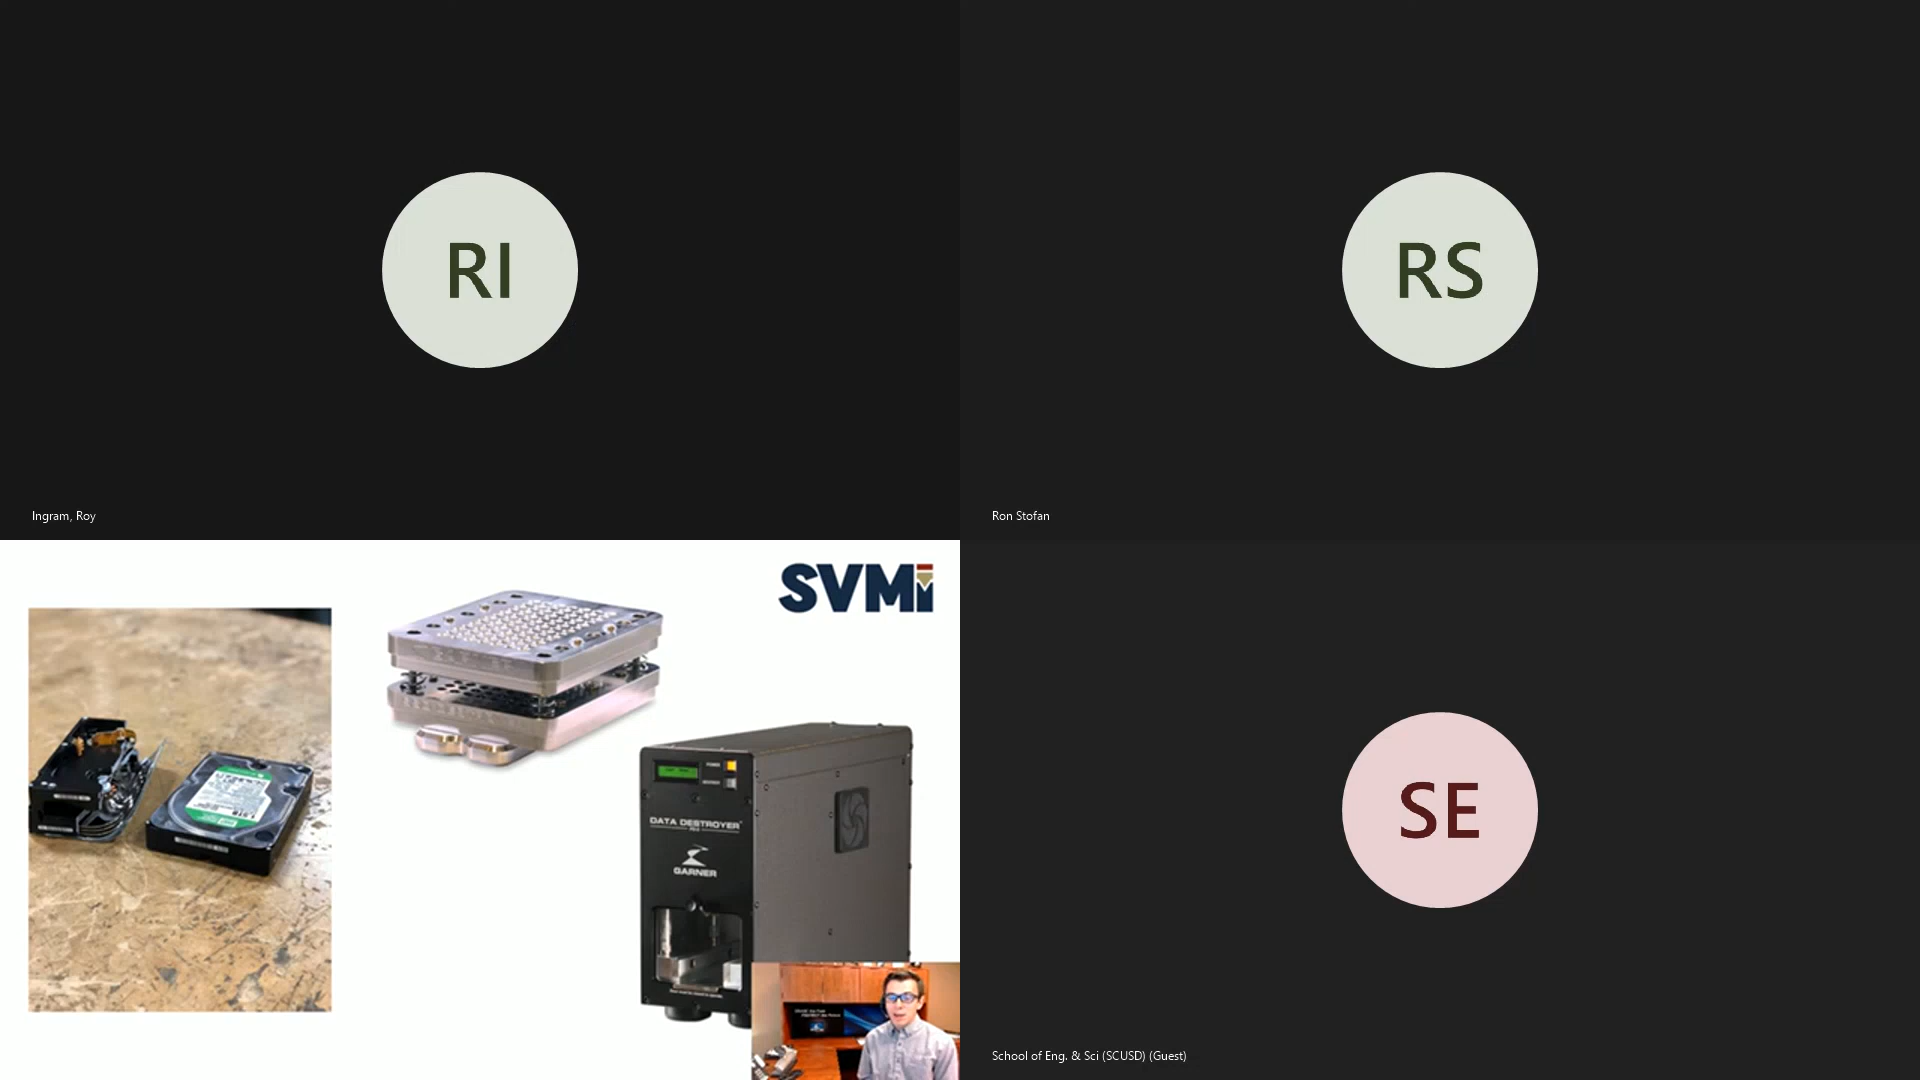 RI
Ingram, Roy
RS
Ron Stofan
SVMi
DATA DESTROYER
GARNER
SE
School of Eng. & Sci (SCUSD) (Guest)